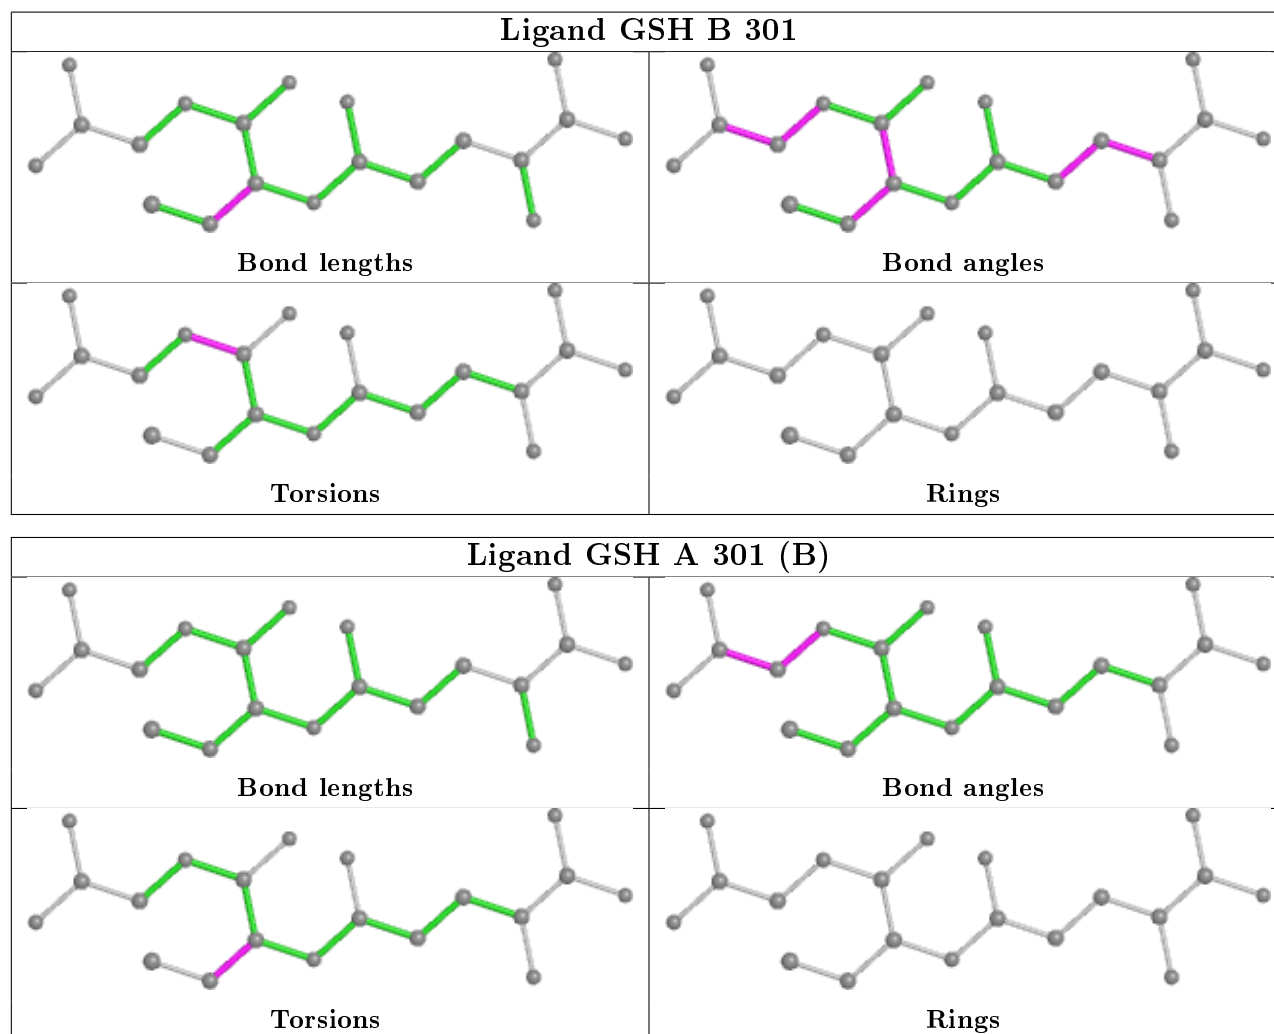 Ligand GSH B 301
Bond lengths
Bond angles
Torsions
Rings
Ligand GSH A 301 (B)
Bond lengths
Bond angles
Torsions
Rings